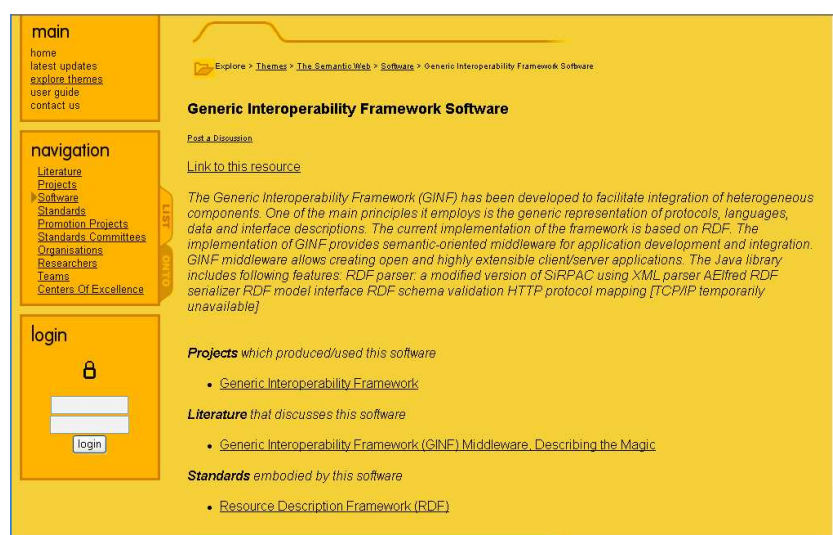 main
home
latest updates
explore themes
user guide
contact us
navigation
Literature
Projects
Software
Standards
Promotion Projects
Standards Committees
Organisations
Researchers
Teams
Centers Of Excellence
LIST
ONTO
login
login
Explore > Themes > The Semantic Web > Software > Generic Interoperability Framework Software
Generic Interoperability Framework Software
Post a Discussion
Link to this resource
The Generic Interoperability Framework (GINF) has been developed to facilitate integration of heterogeneous
components. One of the main principles it employs is the generic representation of protocols, languages,
data and interface descriptions. The current implementation of the framework is based on RDF. The
implementation of GINF provides semantic-oriented middleware for application development and integration.
GINF middleware allows creating open and highly extensible client/server applications. The Java library
includes following features: RDF parser: a modified version of SiRPAC using XML parser AElfred RDF
serializer RDF model interface RDF schema validation HTTP protocol mapping [TCP/IP temporarily
unavailable]
Projects which produced/used this software
• Generic Interoperability Framework
Literature that discusses this software
• Generic Interoperability Framework (GINF) Middleware, Describing the Magic
Standards embodied by this software
• Resource Description Framework (RDF)